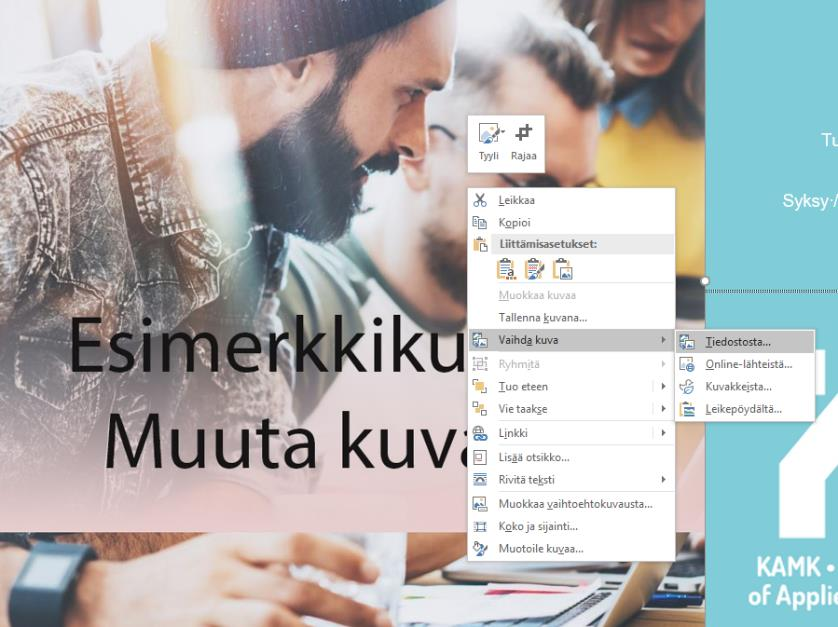 Tyyli Rajaa
Leikkaa
Kopioi
Liittämisasetukset:
Muokkaa kuvaa
Tallenna kuvana...
Vaihda kuva
Ryhmitä
Tuo eteen
Vie taakse
Linkki
Lisää otsikko...
Rivitä teksti
Muokkaa vaihtoehtokuvausta...
Koko ja sijainti...
Muotoile kuvaa...
Tiedostosta...
Online-lähteistä...
Kuvakkeista...
Leikepöydältä...
Esimerkkiku
Muuta kuva
Tu
Syksy·/
KAMK •
of Applie